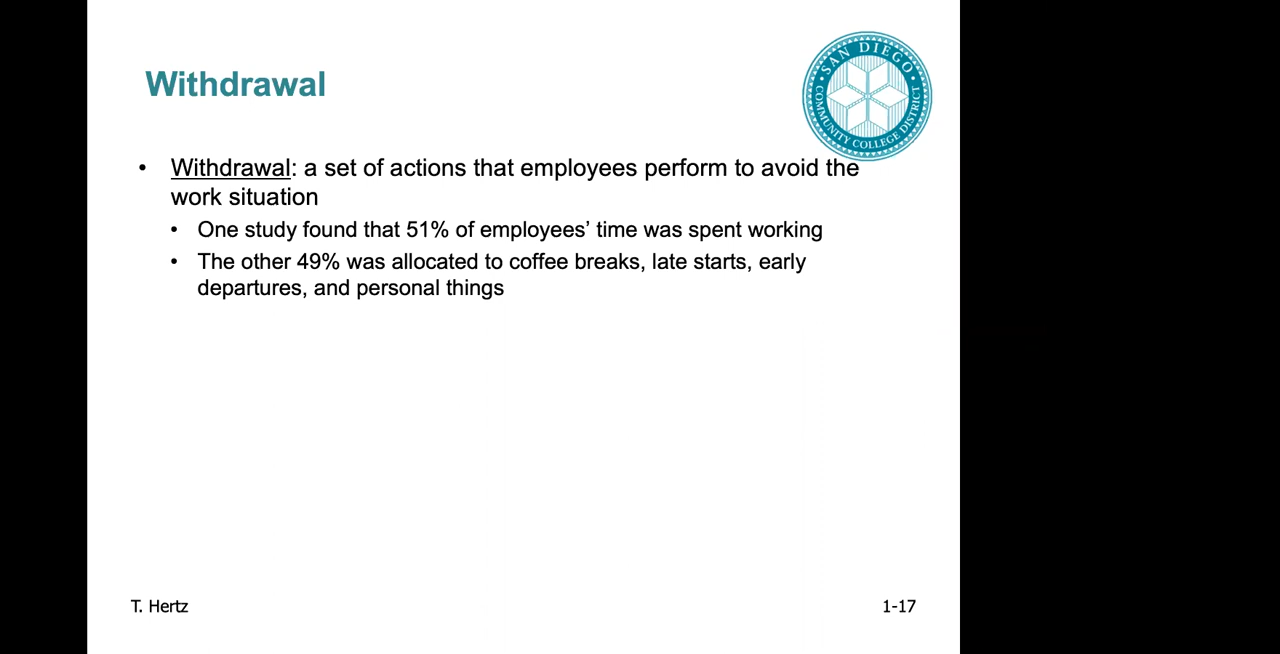 Withdrawal
SAN DIEGO
COMMUNITY COLLEGE DISTRICT
• Withdrawal: a set of actions that employees perform to avoid the
work situation
• One study found that 51% of employees’ time was spent working
• The other 49% was allocated to coffee breaks, late starts, early
departures, and personal things
T. Hertz
1-17